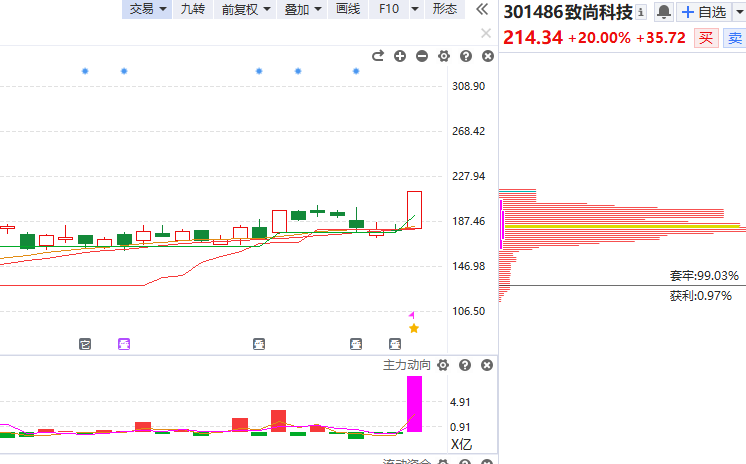 交易 九转 前复权 叠加 画线 F10 形态
301486致尚科技 自选
214.34 +20.00% +35.72 买 卖
308.90
268.42
227.94
187.46
146.98
106.50
套牢:99.03%
获利:0.97%
主力动向
4.91
0.91
X亿